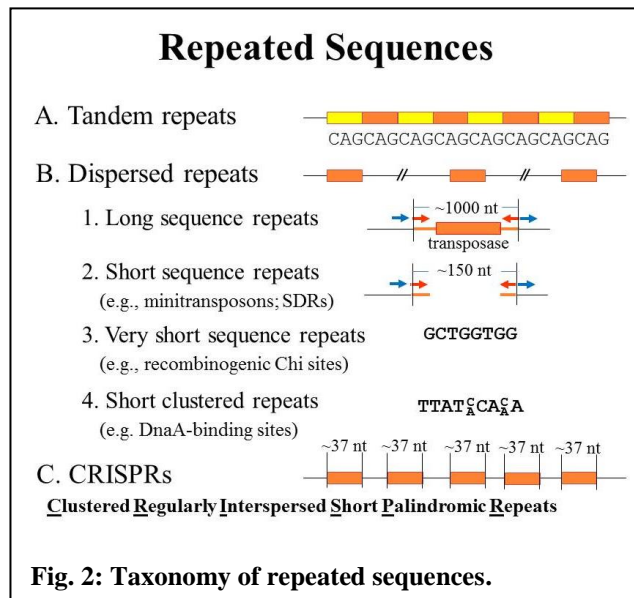 Repeated Sequences
A. Tandem repeats
CAGCAGCAGCAGCAGCAGCAGCAG
B. Dispersed repeats
//
//
1. Long sequence repeats
~1000 nt
transposase
2. Short sequence repeats
(e.g., minitransposons; SDRs)
~150 nt
3. Very short sequence repeats
(e.g., recombinogenic Chi sites)
GCTGGTGG
4. Short clustered repeats
(e.g. DnaA-binding sites)
TTATCACACAA
~37 nt ~37 nt ~37 nt ~37 nt ~37 nt
C. CRISPRs
Clustered Regularly Interspersed Short Palindromic Repeats
Fig. 2: Taxonomy of repeated sequences.